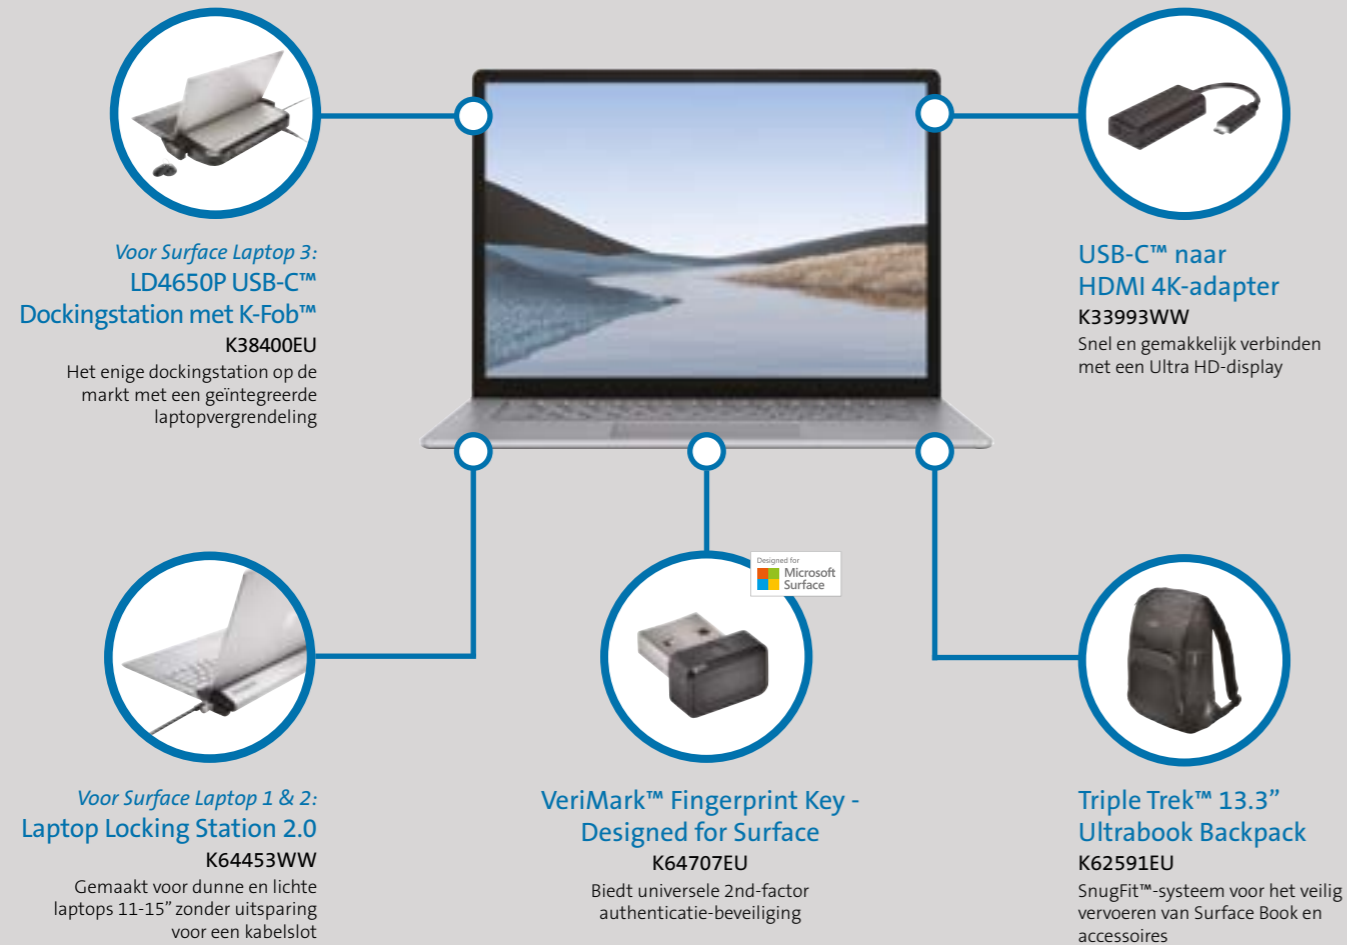 Voor Surface Laptop 3:
LD4650P USB-C™
Dockingstation met K-Fob™
K38400EU
Het enige dockingstation op de
markt met een geïntegreerde
laptopvergrendeling
USB-C™ naar
HDMI 4K-adapter
K33993WW
Snel en gemakkelijk verbinden
met een Ultra HD-display
Voor Surface Laptop 1 & 2:
Laptop Locking Station 2.0
K64453WW
Gemaakt voor dunne en lichte
laptops 11-15” zonder uitsparing
voor een kabelslot
Designed for
Microsoft
Surface
VeriMark™ Fingerprint Key -
Designed for Surface
K64707EU
Biedt universele 2nd-factor
authenticatie-beveiliging
Triple Trek™ 13.3”
Ultrabook Backpack
K62591EU
SnugFit™-systeem voor het veilig
vervoeren van Surface Book en
accessoires